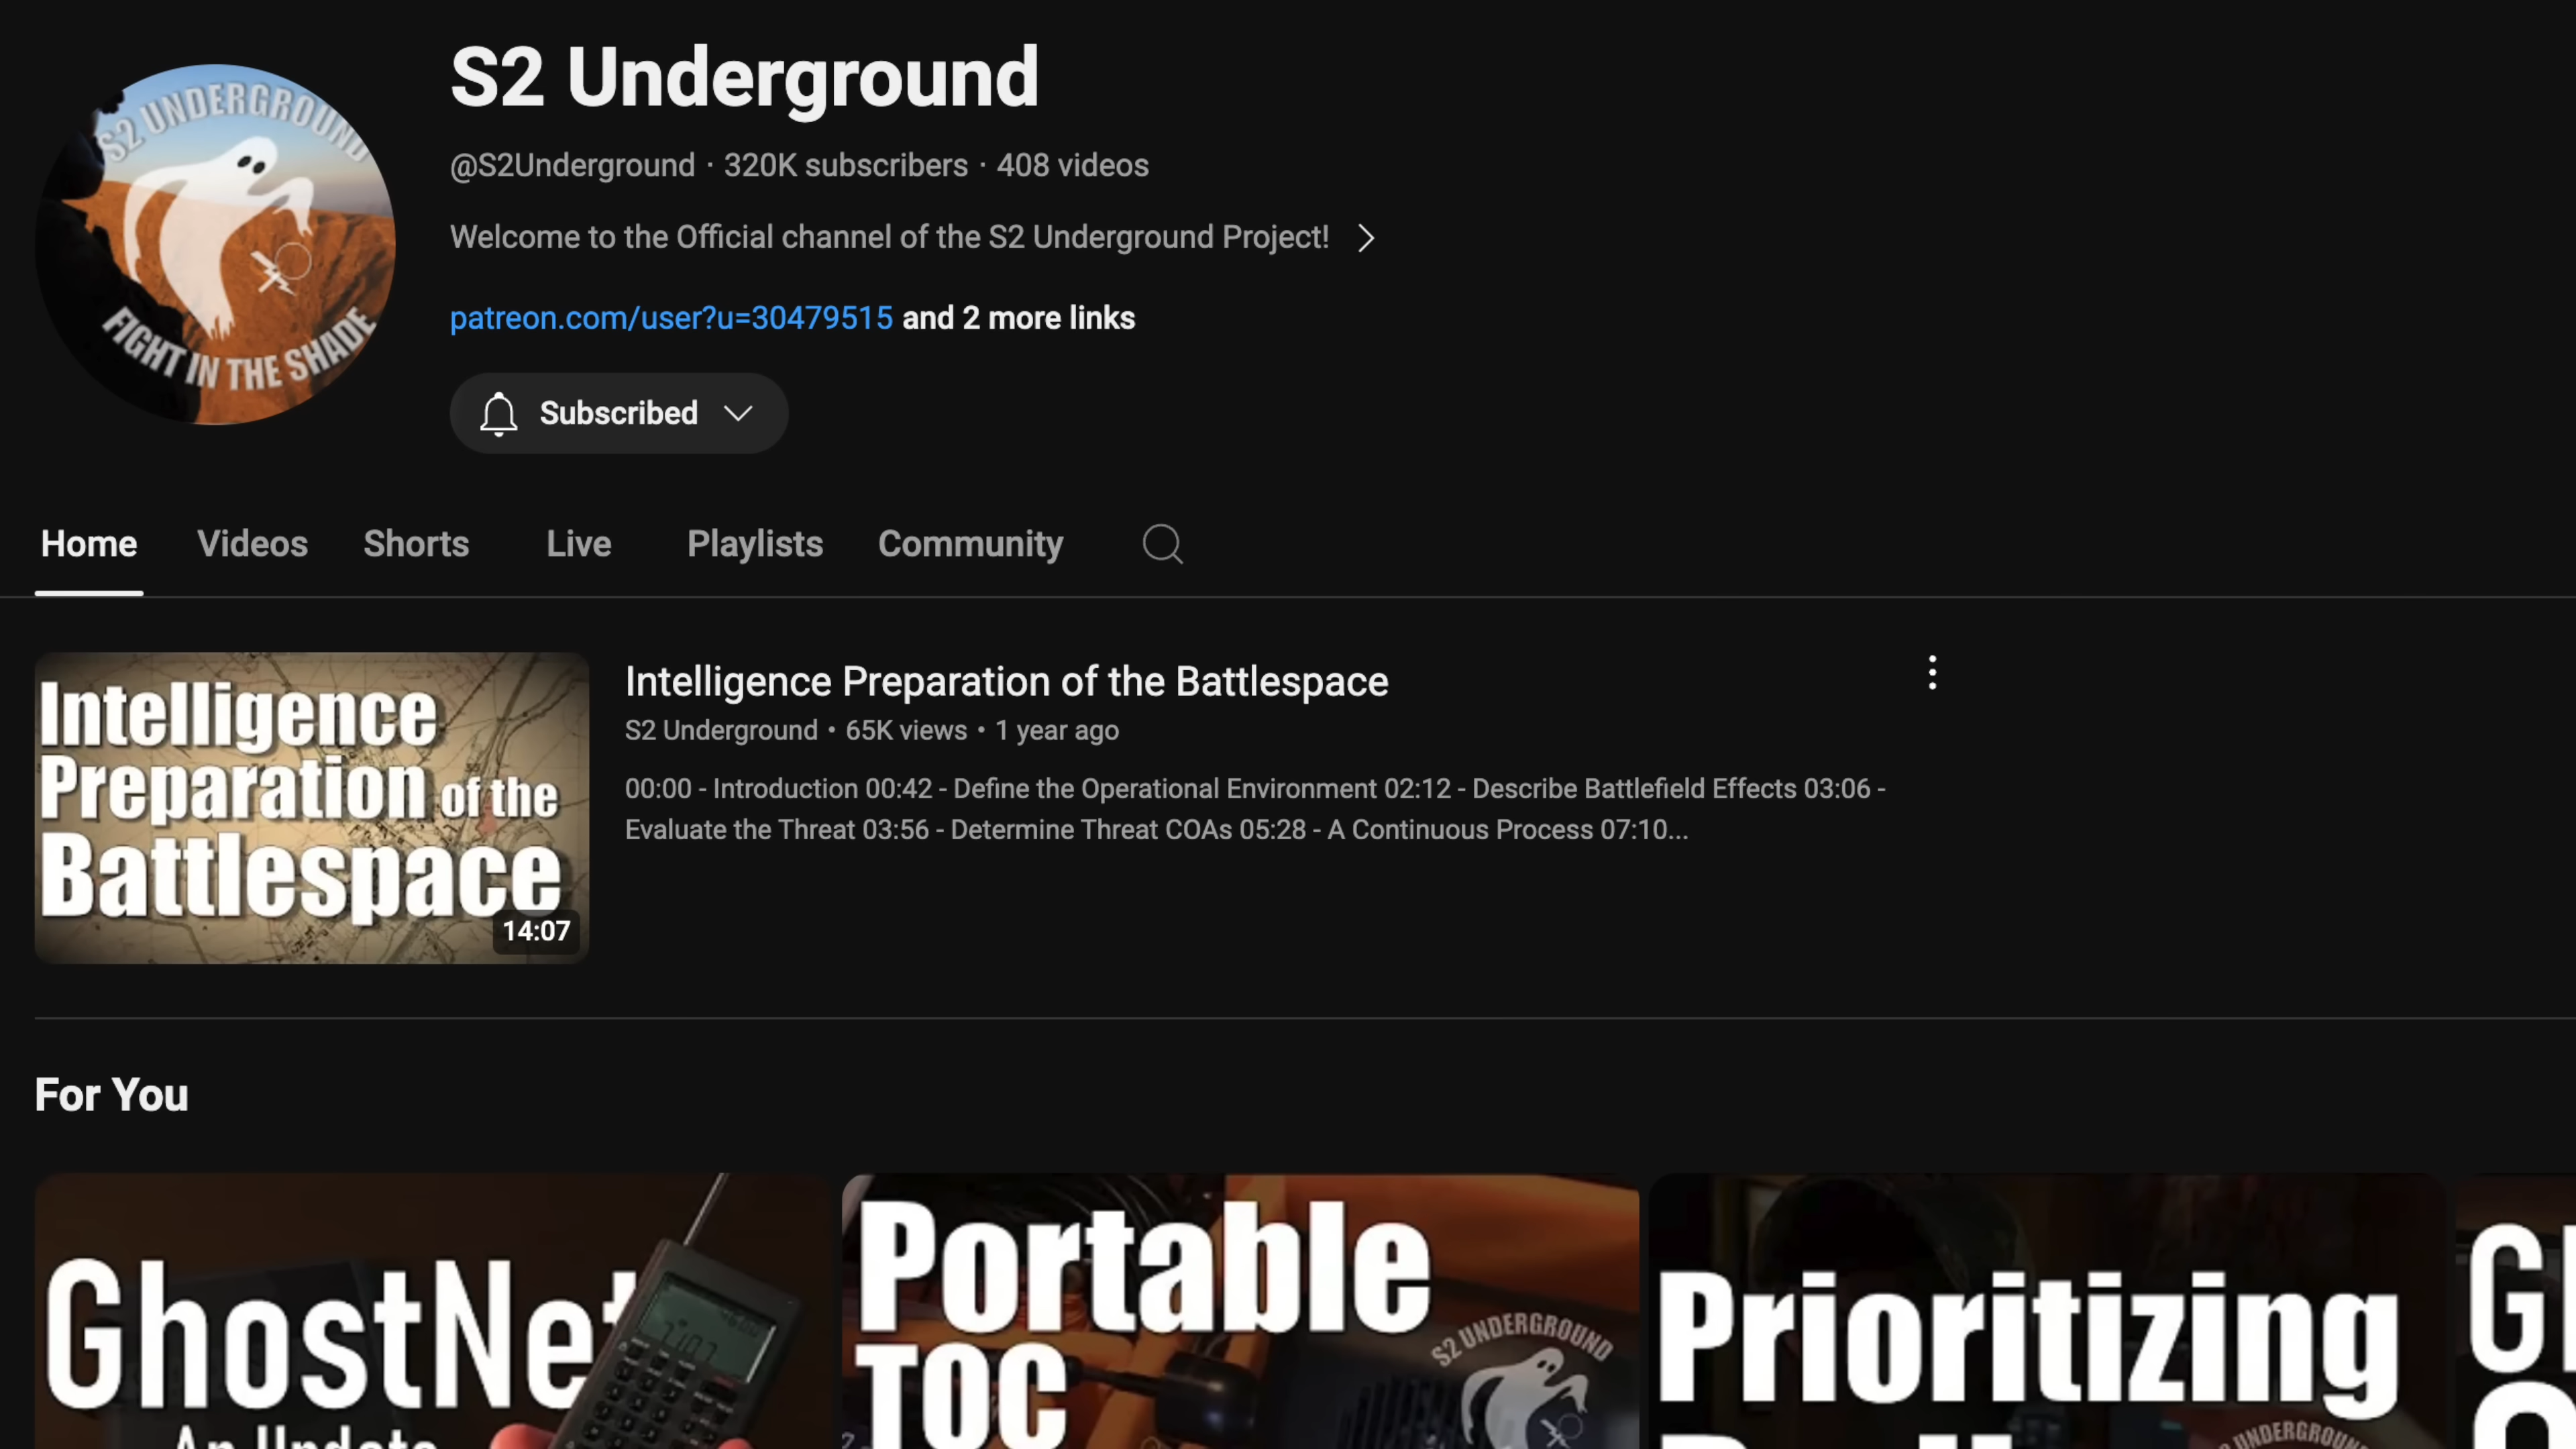 S2 UNDERGROUND
FIGHT IN THE SHADE
S2 Underground
@S2Underground · 320K subscribers · 408 videos
Welcome to the Official channel of the S2 Underground Project!
patreon.com/user?u=30479515 and 2 more links
Subscribed
Home Videos Shorts Live Playlists Community
Intelligence
Preparation of the
Battlespace
14:07
Intelligence Preparation of the Battlespace
S2 Underground • 65K views • 1 year ago
00:00 - Introduction 00:42 - Define the Operational Environment 02:12 - Describe Battlefield Effects 03:06 -
Evaluate the Threat 03:56 - Determine Threat COAs 05:28 - A Continuous Process 07:10...
For You
GhostNet
An Update
Portable
TOC
S2 UNDERGROUND
Prioritizing
UNDERGROUND